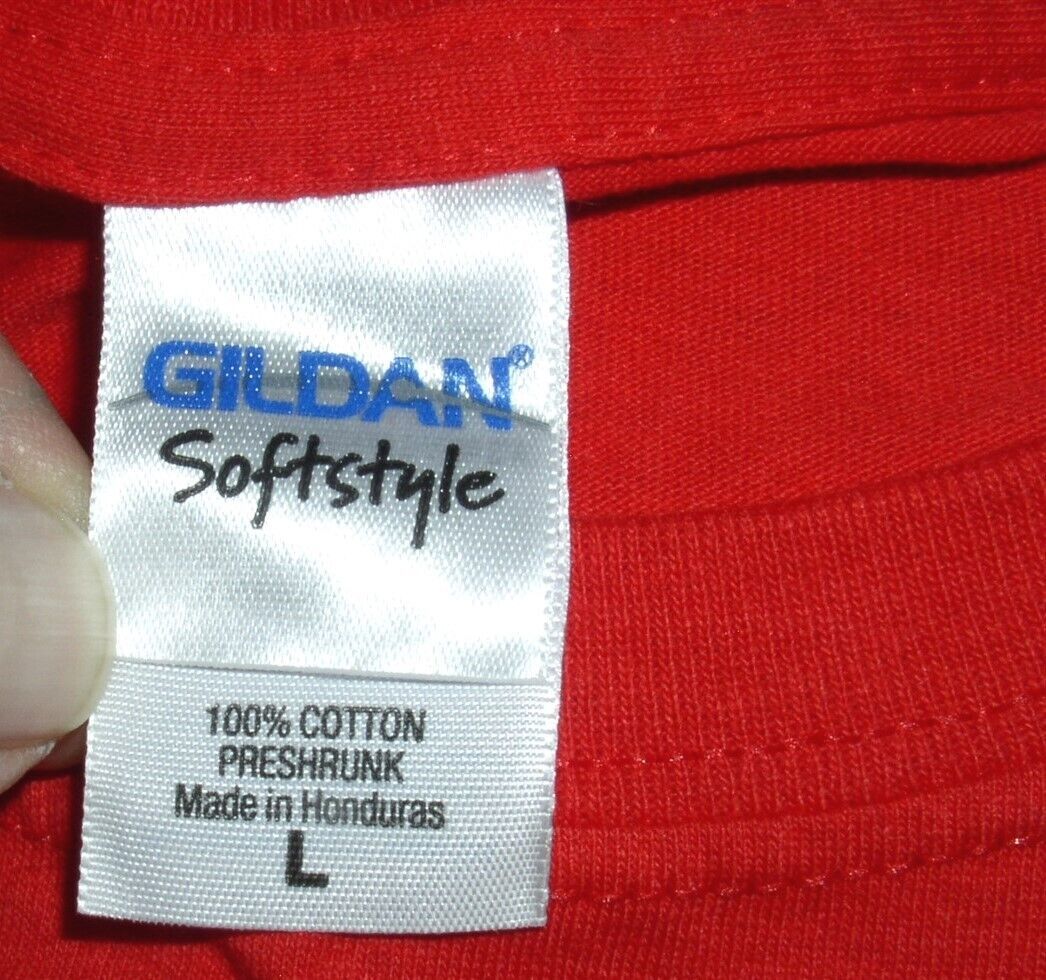 GILDAN®
Softstyle
100% COTTON
PRESHRUNK
Made in Honduras
L